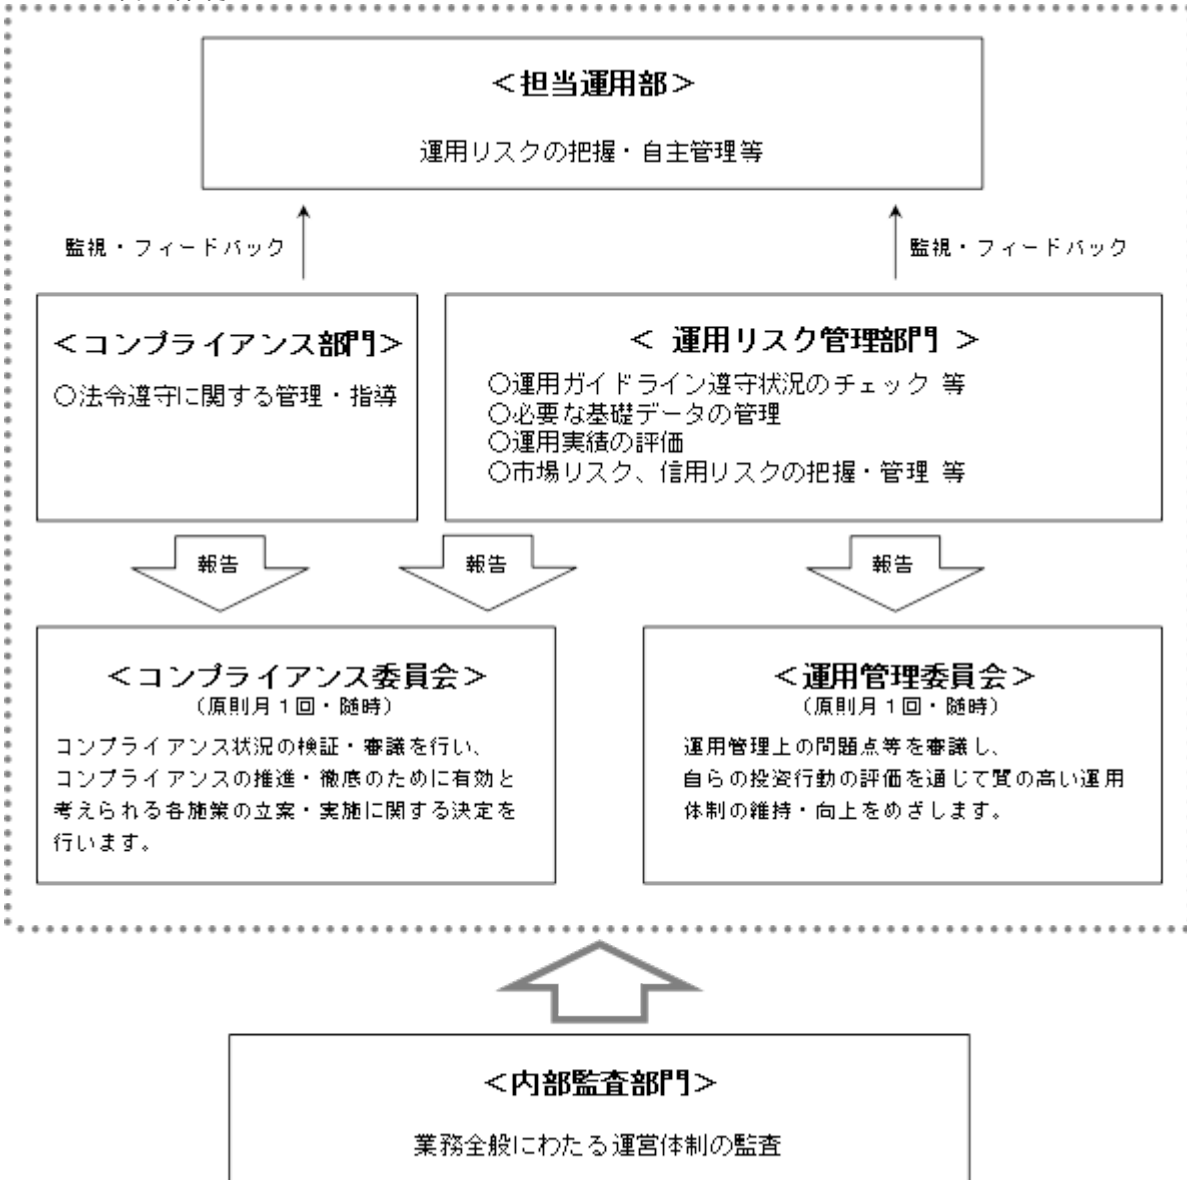 ＜担当運用部＞
運用リスクの把握・自主管理等
監視・フィードバック
監視・フィードバック
＜コンプライアンス部門＞
○法令遵守に関する管理・指導
＜ 運用リスク管理部門 ＞
○運用ガイドライン遵守状況のチェック 等
○必要な基礎データの管理
○運用実績の評価
○市場リスク、信用リスクの把握・管理 等
報告
報告
報告
＜コンプライアンス委員会＞
（原則月１回・随時）
コンプライアンス状況の検証・審議を行い、
コンプライアンスの推進・徹底のために有効と
考えられる各施策の立案・実施に関する決定を
行います。
＜運用管理委員会＞
（原則月１回・随時）
運用管理上の問題点等を審議し、
自らの投資行動の評価を通じて質の高い運用
体制の維持・向上をめざします。
＜内部監査部門＞
業務全般にわたる運営体制の監査